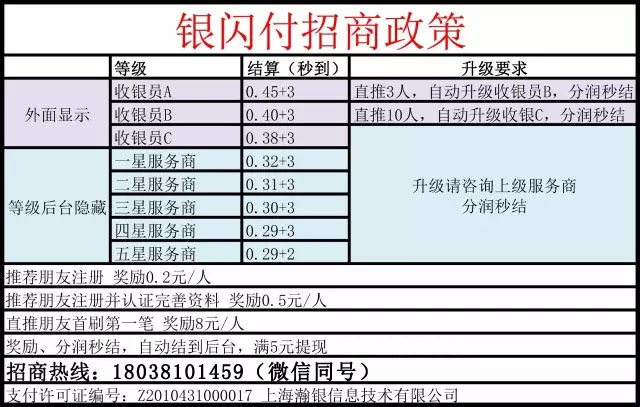 银闪付招商政策
等级 结算（秒到） 升级要求
外面显示
收银员A 0.45+3 直推3人，自动升级收银员B，分润秒结
收银员B 0.40+3 直推10人，自动升级收银C，分润秒结
收银员C 0.38+3
等级后台隐藏
一星服务商 0.32+3
二星服务商 0.31+3
三星服务商 0.30+3
四星服务商 0.29+3
五星服务商 0.29+2
升级请咨询上级服务商
分润秒结
推荐朋友注册 奖励0.2元/人
推荐朋友注册并认证完善资料 奖励0.5元/人
直推朋友首刷第一笔 奖励8元/人
奖励、分润秒结，自动结到后台，满5元提现
招商热线：18038101459（微信同号）
支付许可证编号：Z2010431000017 上海瀚银信息技术有限公司